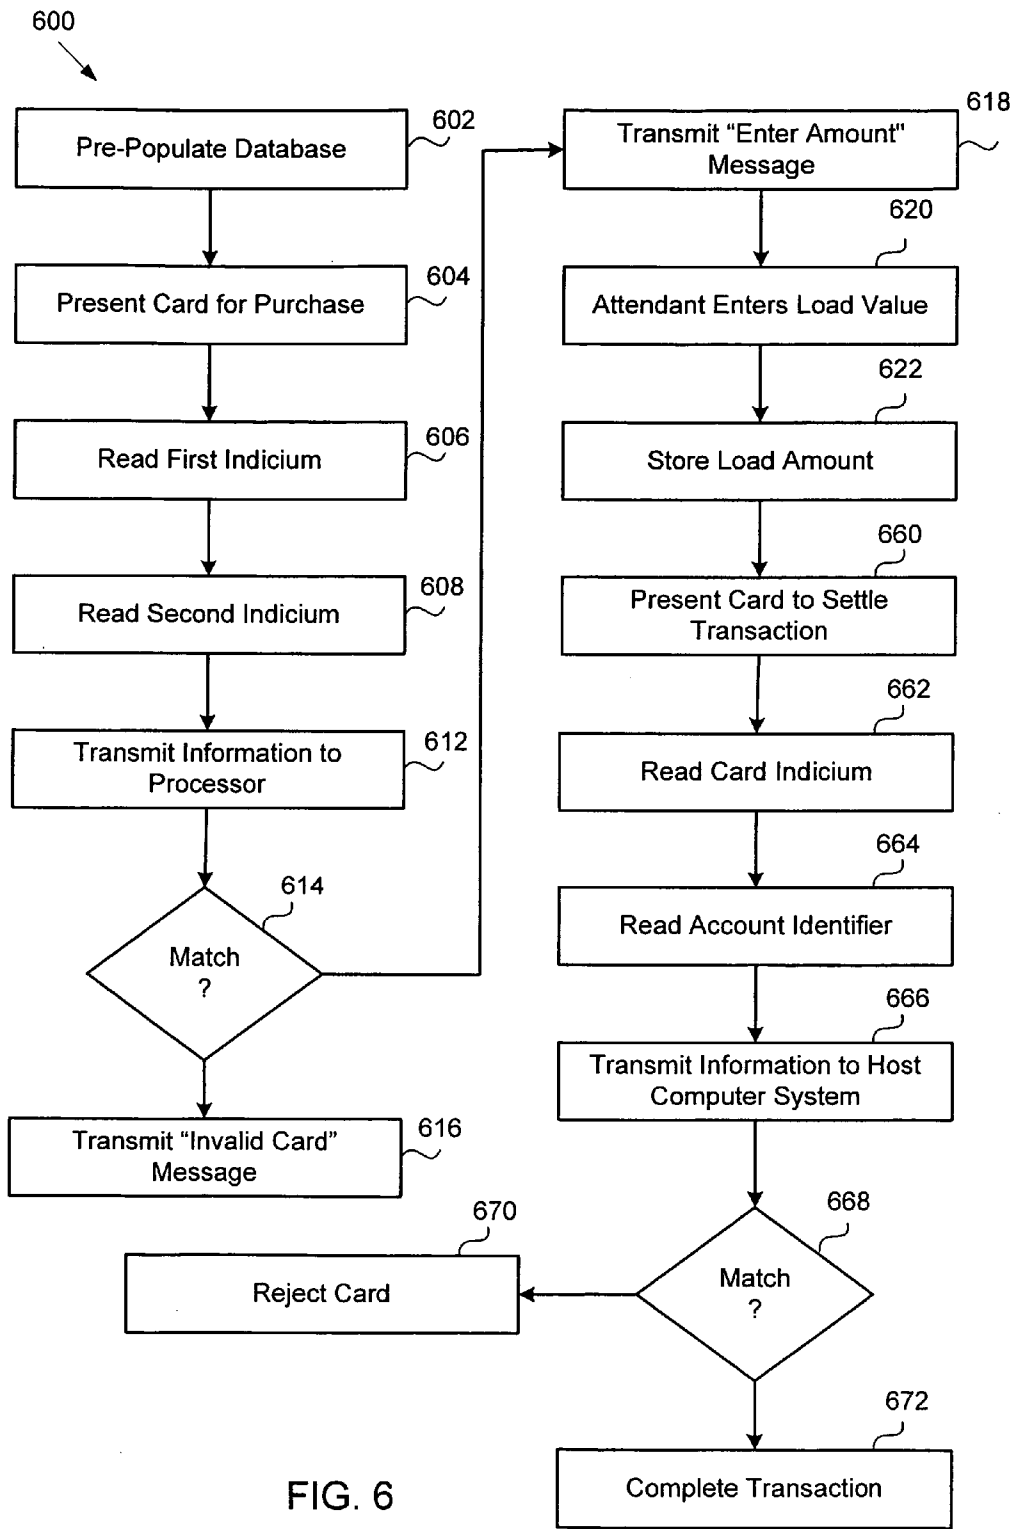 600
Pre-Populate Database
602
Present Card for Purchase
604
Read First Indicium
606
Read Second Indicium
608
Transmit Information to
Processor
612
Match
?
614
Transmit “Invalid Card”
Message
616
Transmit “Enter Amount"
Message
618
620
Attendant Enters Load Value
622
Store Load Amount
660
Present Card to Settle
Transaction
662
Read Card Indicium
664
Read Account Identifier
666
Transmit Information to Host
Computer System
668
Match
?
670
Reject Card
672
Complete Transaction
FIG. 6